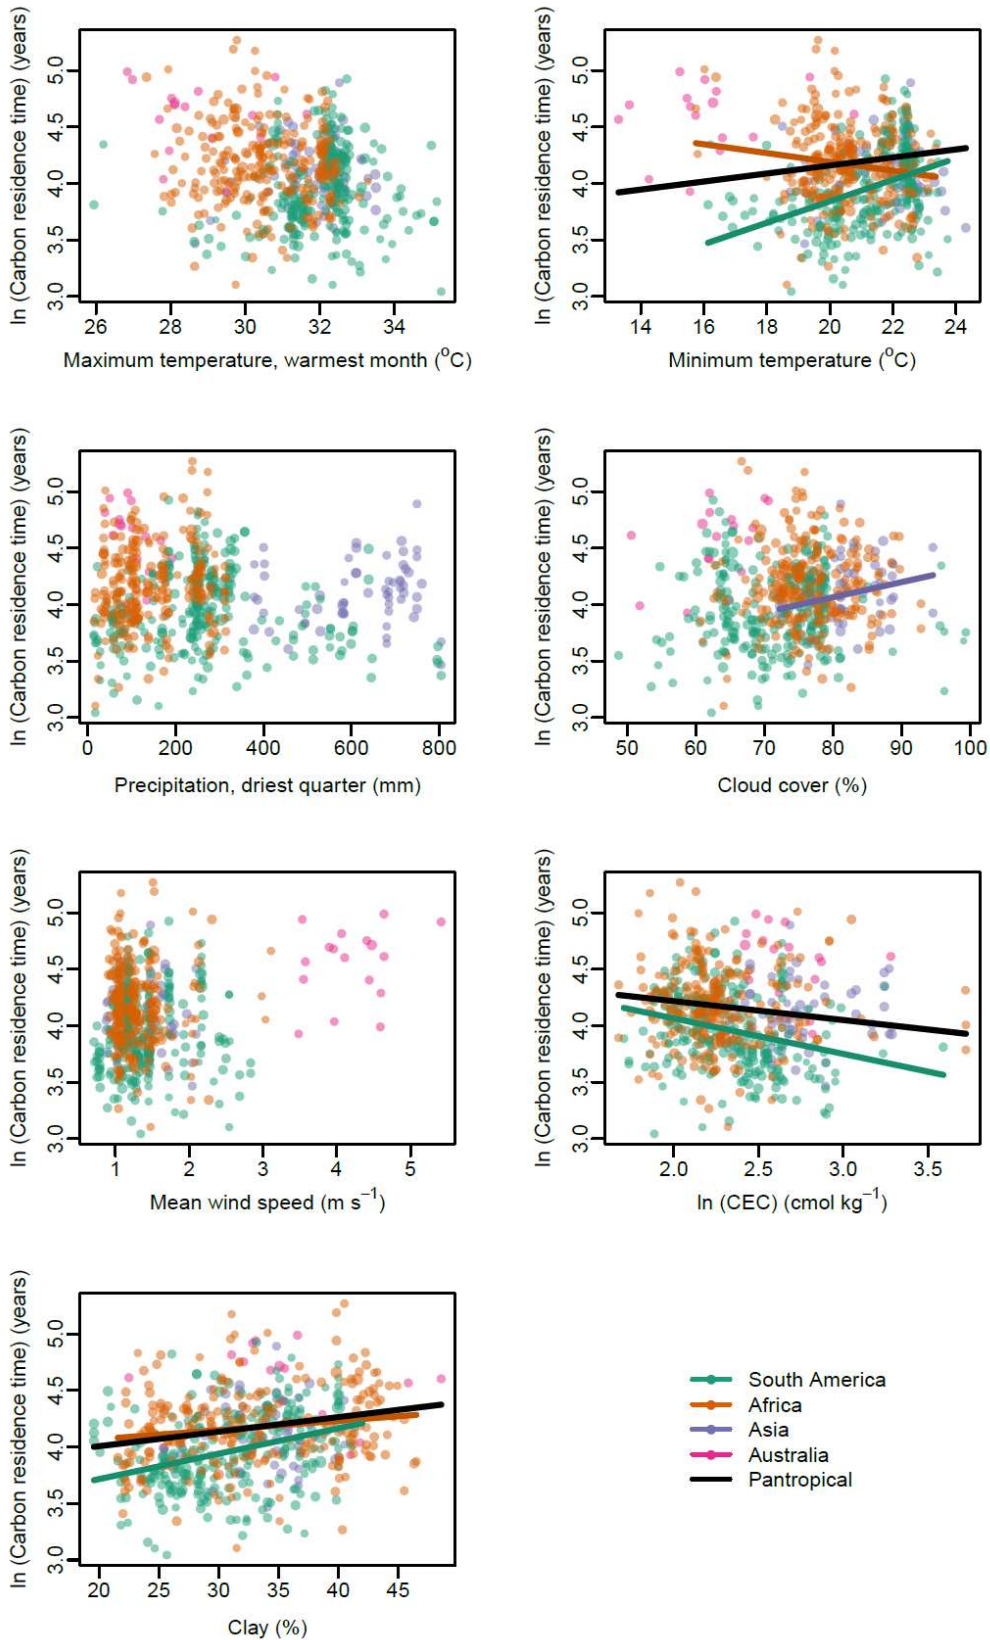 ln (Carbon residence time) (years)
3.0 3.5 4.0 4.5 5.0
26 28 30 32 34
Maximum temperature, warmest month (°C)
ln (Carbon residence time) (years)
3.0 3.5 4.0 4.5 5.0
14 16 18 20 22 24
Minimum temperature (°C)
ln (Carbon residence time) (years)
3.0 3.5 4.0 4.5 5.0
0 200 400 600 800
Precipitation, driest quarter (mm)
ln (Carbon residence time) (years)
3.0 3.5 4.0 4.5 5.0
50 60 70 80 90 100
Cloud cover (%)
ln (Carbon residence time) (years)
3.0 3.5 4.0 4.5 5.0
1 2 3 4 5
Mean wind speed (m s⁻¹)
ln (Carbon residence time) (years)
3.0 3.5 4.0 4.5 5.0
2.0 2.5 3.0 3.5
ln (CEC) (cmol kg⁻¹)
ln (Carbon residence time) (years)
3.0 3.5 4.0 4.5 5.0
20 25 30 35 40 45
Clay (%)
South America
Africa
Asia
Australia
Pantropical